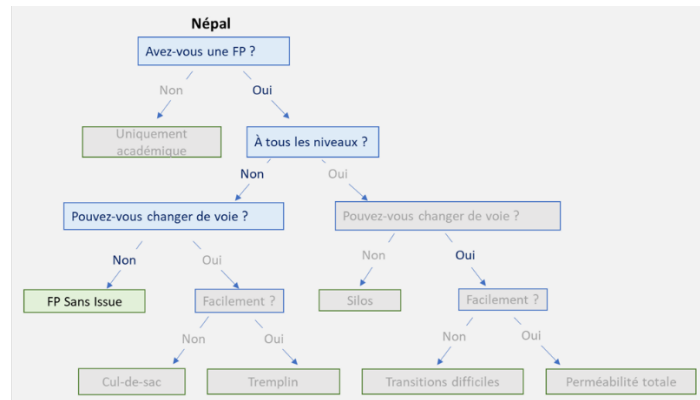 Népal
Avez-vous une FP ?
Non
Oui
Uniquement
académique
À tous les niveaux ?
Non
Oui
Pouvez-vous changer de voie ?
Pouvez-vous changer de voie ?
Non
Oui
Non
Oui
FP Sans Issue
Facilement ?
Silos
Facilement ?
Non
Oui
Non
Oui
Cul-de-sac
Tremplin
Transitions difficiles
Perméabilité totale